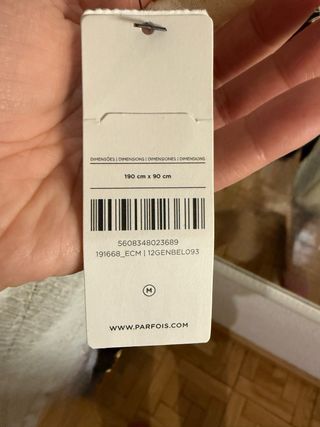 DIMENSÕES | DIMENSIONS | DIMENSIONES | DIMENSIONS
190 cm x 90 cm
5608348023689
191668_ECM | 12GENBEL093
M
WWW.PARFOIS.COM